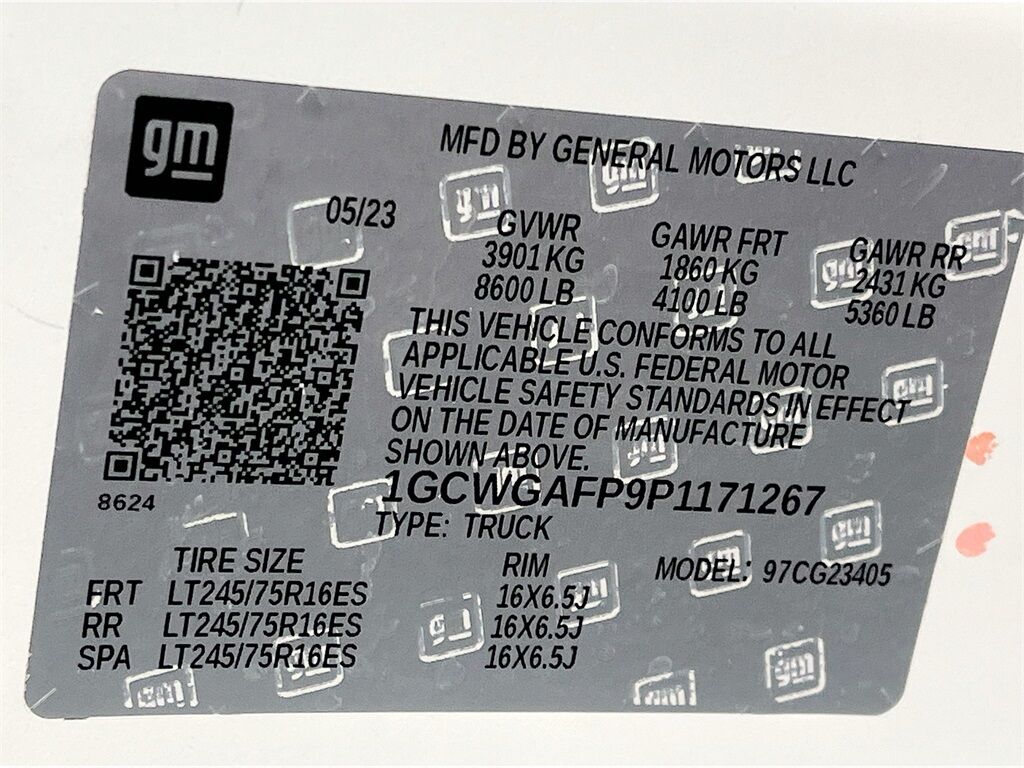 gm
MFD BY GENERAL MOTORS LLC
05/23
GVWR GAWR FRT GAWR RR
3901 KG 1860 KG 2431 KG
8600 LB 4100 LB 5360 LB
THIS VEHICLE CONFORMS TO ALL
APPLICABLE U.S. FEDERAL MOTOR
VEHICLE SAFETY STANDARDS IN EFFECT
ON THE DATE OF MANUFACTURE
SHOWN ABOVE.
1GCWGAFP9P1171267
8624
TYPE: TRUCK
TIRE SIZE RIM MODEL: 97CG23405
FRT LT245/75R16ES 16X6.5J
RR LT245/75R16ES 16X6.5J
SPA LT245/75R16ES 16X6.5J